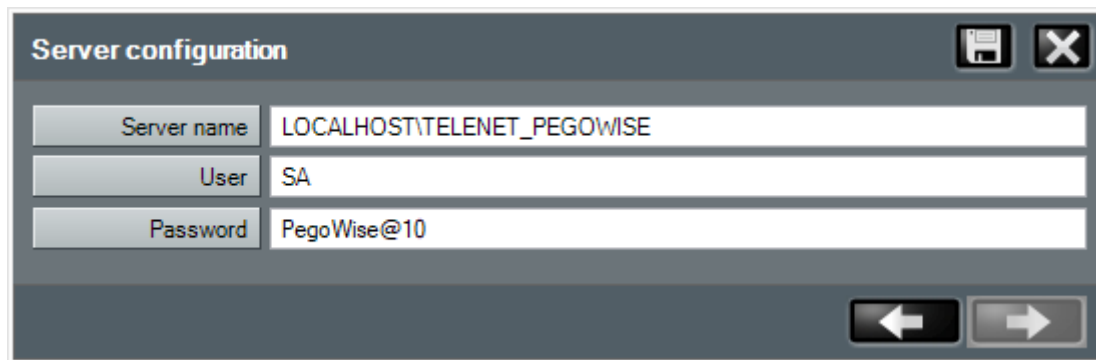 Server configuration
Server name LOCALHOST\TELENET_PEGOWISE
User SA
Password PegoWise@10